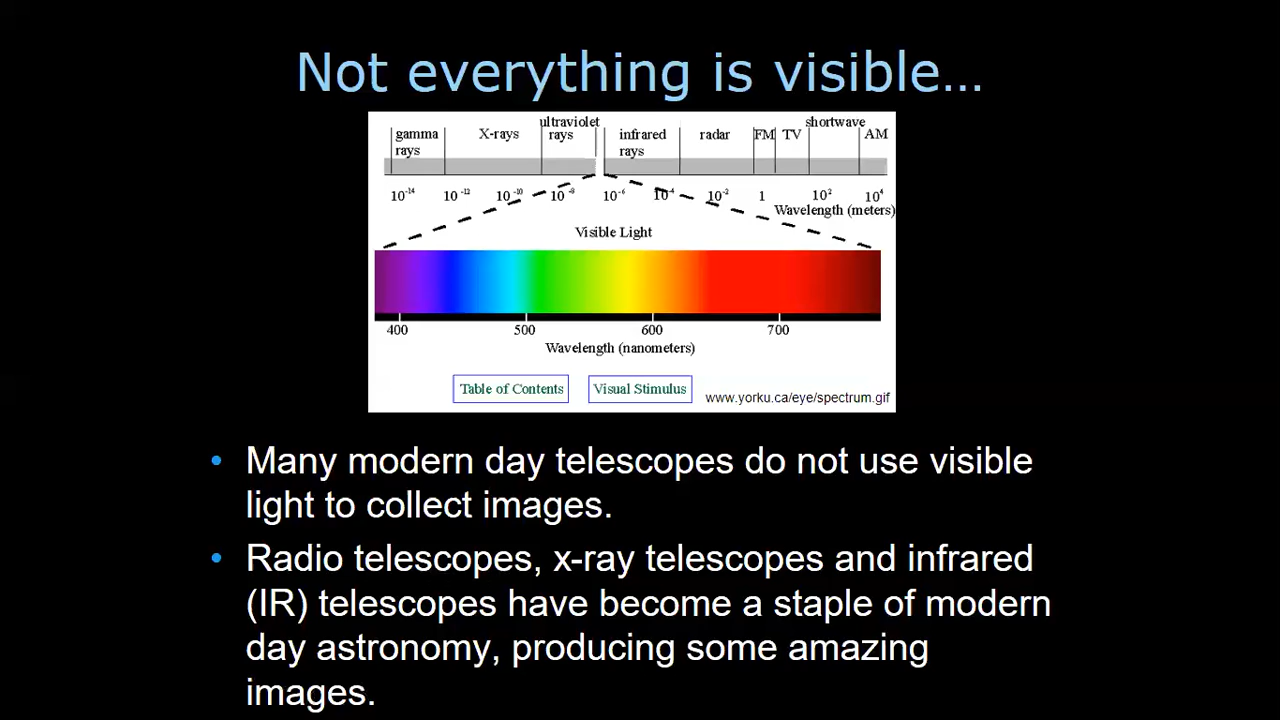 Not everything is visible…
gamma rays X-rays ultraviolet rays infrared rays radar FM TV shortwave AM
10⁻¹⁴ 10⁻¹² 10⁻¹⁰ 10⁻⁸ 10⁻⁶ 10⁻⁴ 10⁻² 1 10² 10⁴
Wavelength (meters)
Visible Light
400 500 600 700
Wavelength (nanometers)
Table of Contents Visual Stimulus www.yorku.ca/eye/spectrum.gif
• Many modern day telescopes do not use visible
light to collect images.
• Radio telescopes, x-ray telescopes and infrared
(IR) telescopes have become a staple of modern
day astronomy, producing some amazing
images.